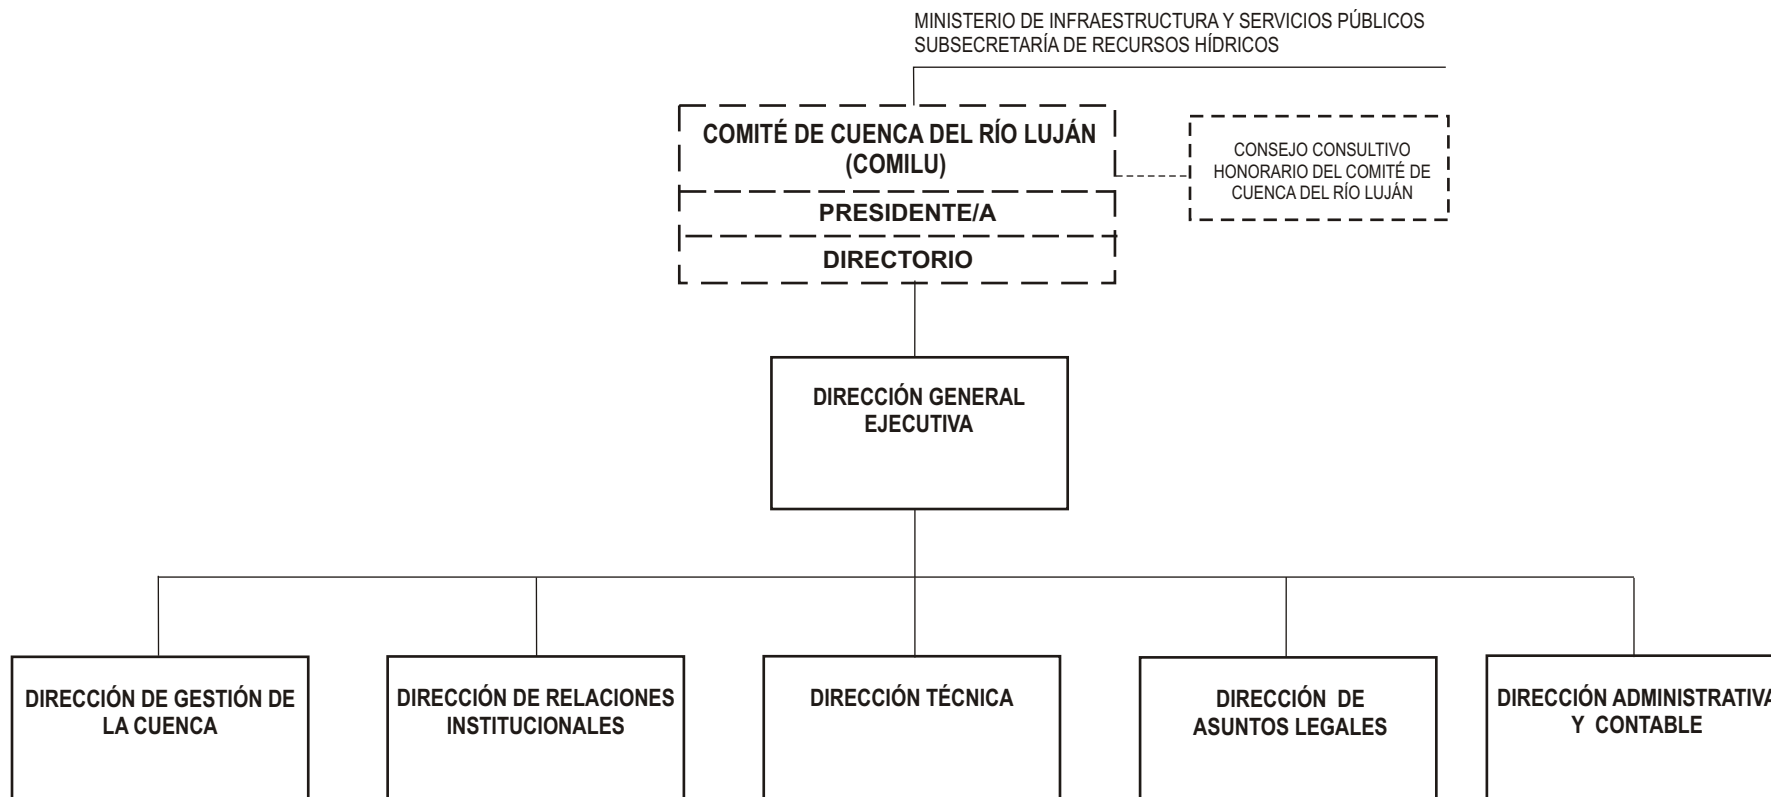 MINISTERIO DE INFRAESTRUCTURA Y SERVICIOS PÚBLICOS
SUBSECRETARÍA DE RECURSOS HÍDRICOS
COMITÉ DE CUENCA DEL RÍO LUJÁN
(COMILU)
CONSEJO CONSULTIVO
HONORARIO DEL COMITÉ DE
CUENCA DEL RÍO LUJÁN
PRESIDENTE/A
DIRECTORIO
DIRECCIÓN GENERAL
EJECUTIVA
DIRECCIÓN DE GESTIÓN DE
LA CUENCA
DIRECCIÓN DE RELACIONES
INSTITUCIONALES
DIRECCIÓN TÉCNICA
DIRECCIÓN DE
ASUNTOS LEGALES
DIRECCIÓN ADMINISTRATIVA
Y CONTABLE